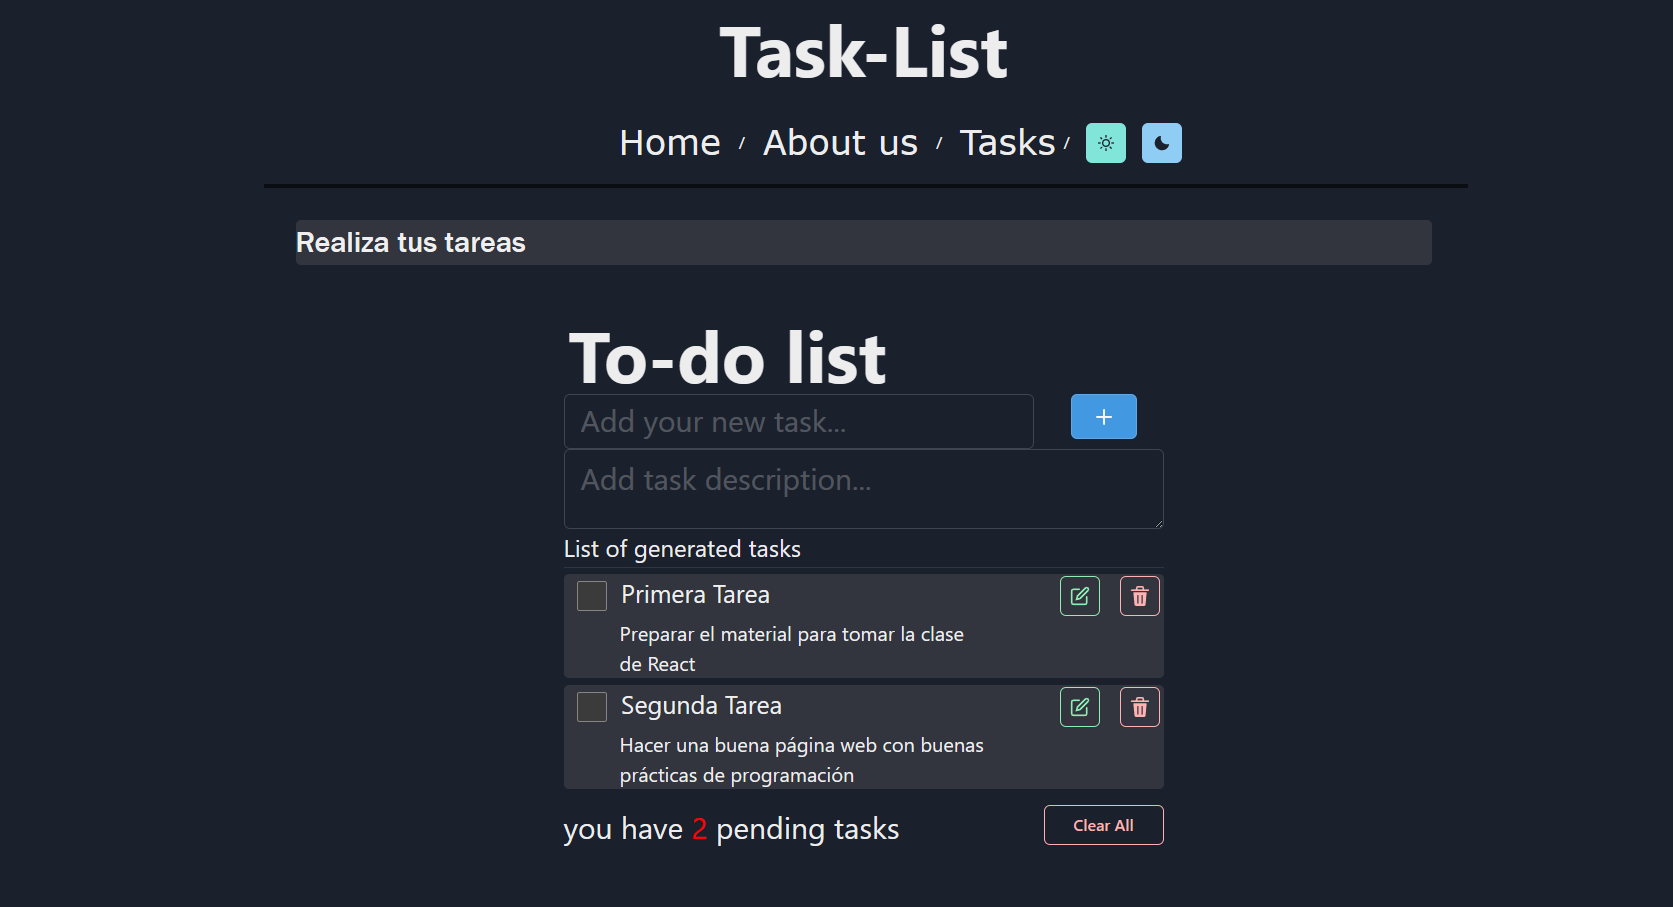 Task-List
Home / About us / Tasks /
Realiza tus tareas
To-do list
Add your new task...
+
Add task description...
List of generated tasks
Primera Tarea
Preparar el material para tomar la clase
de React
Segunda Tarea
Hacer una buena página web con buenas
prácticas de programación
you have 2 pending tasks
Clear All